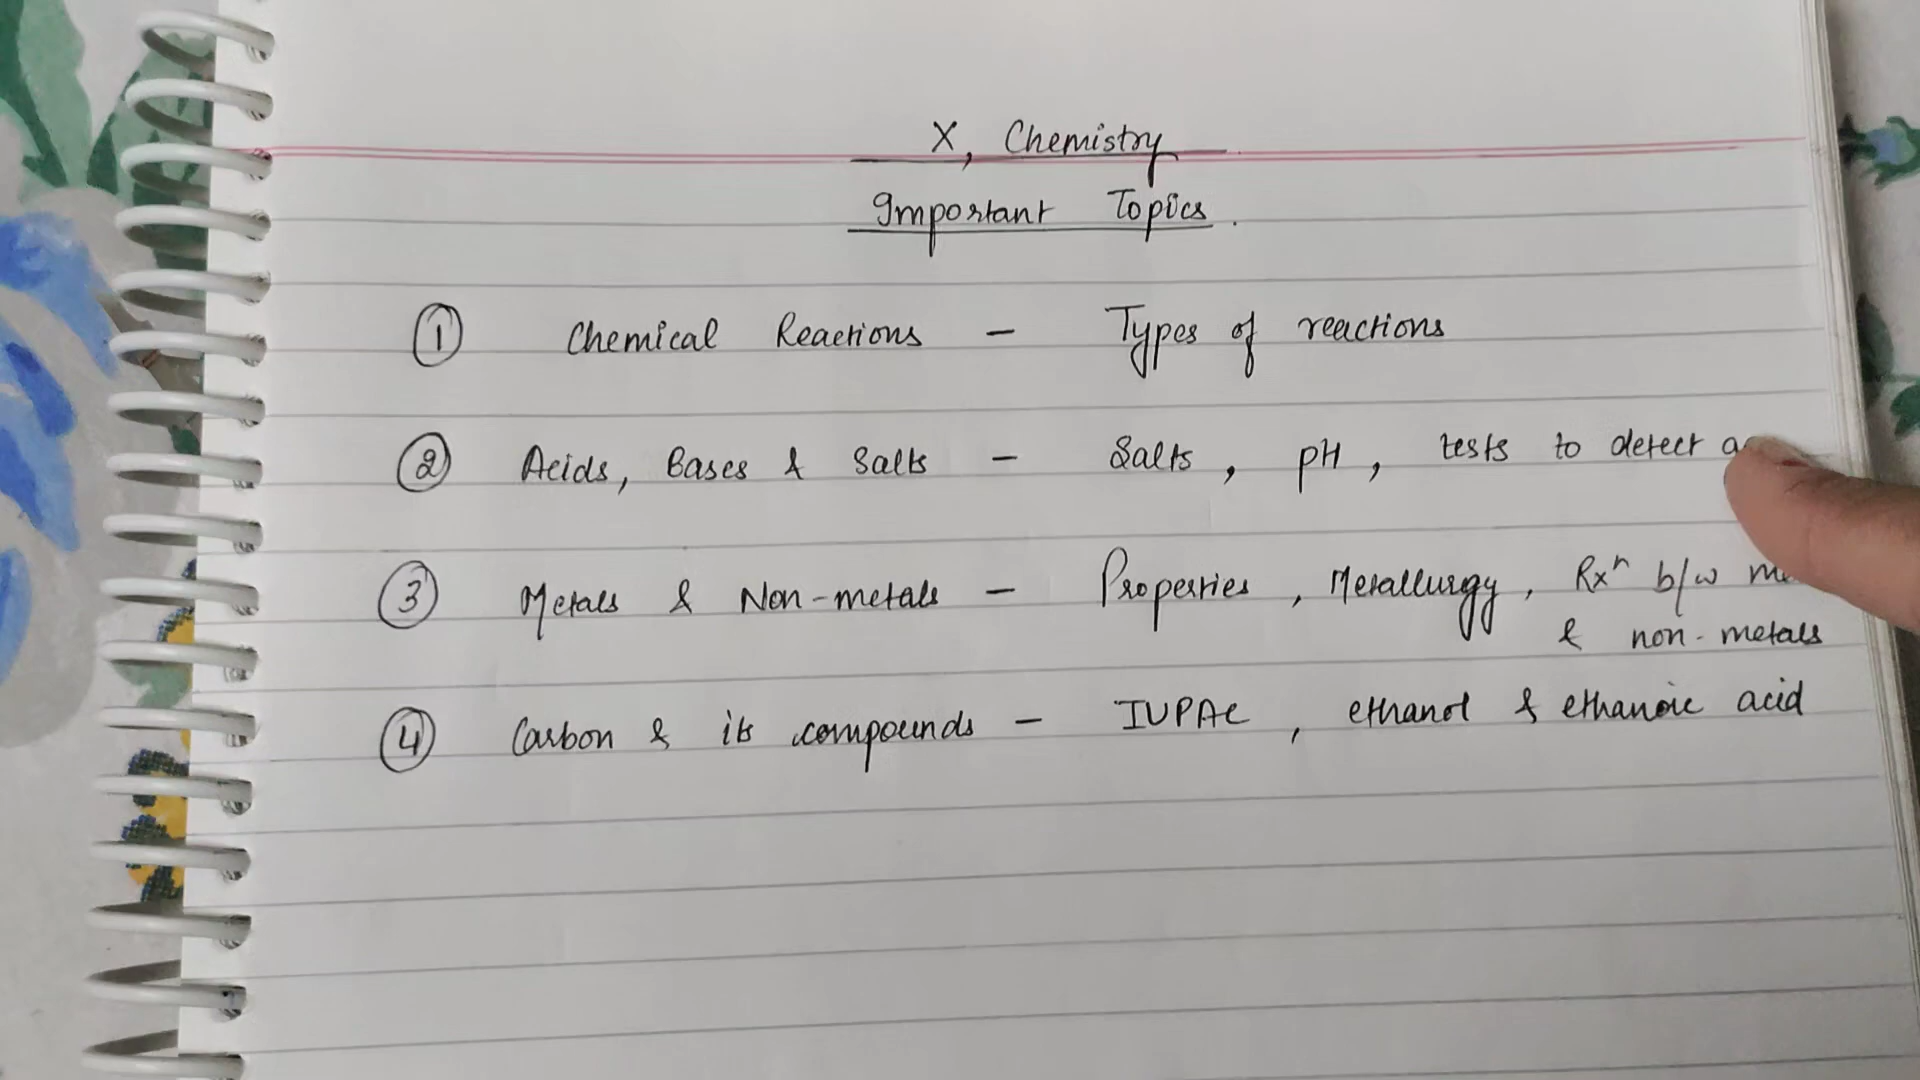 X, Chemistry
Important Topics.
① Chemical Reactions - Types of reactions
② Acids, Bases & Salts - Salts, pH, tests to detect
③ Metals & Non-metals - Properties, Metallurgy, Rxⁿ b/w
& non-metals
④ Carbon & its compounds - IUPAC, ethanol & ethanoic acid